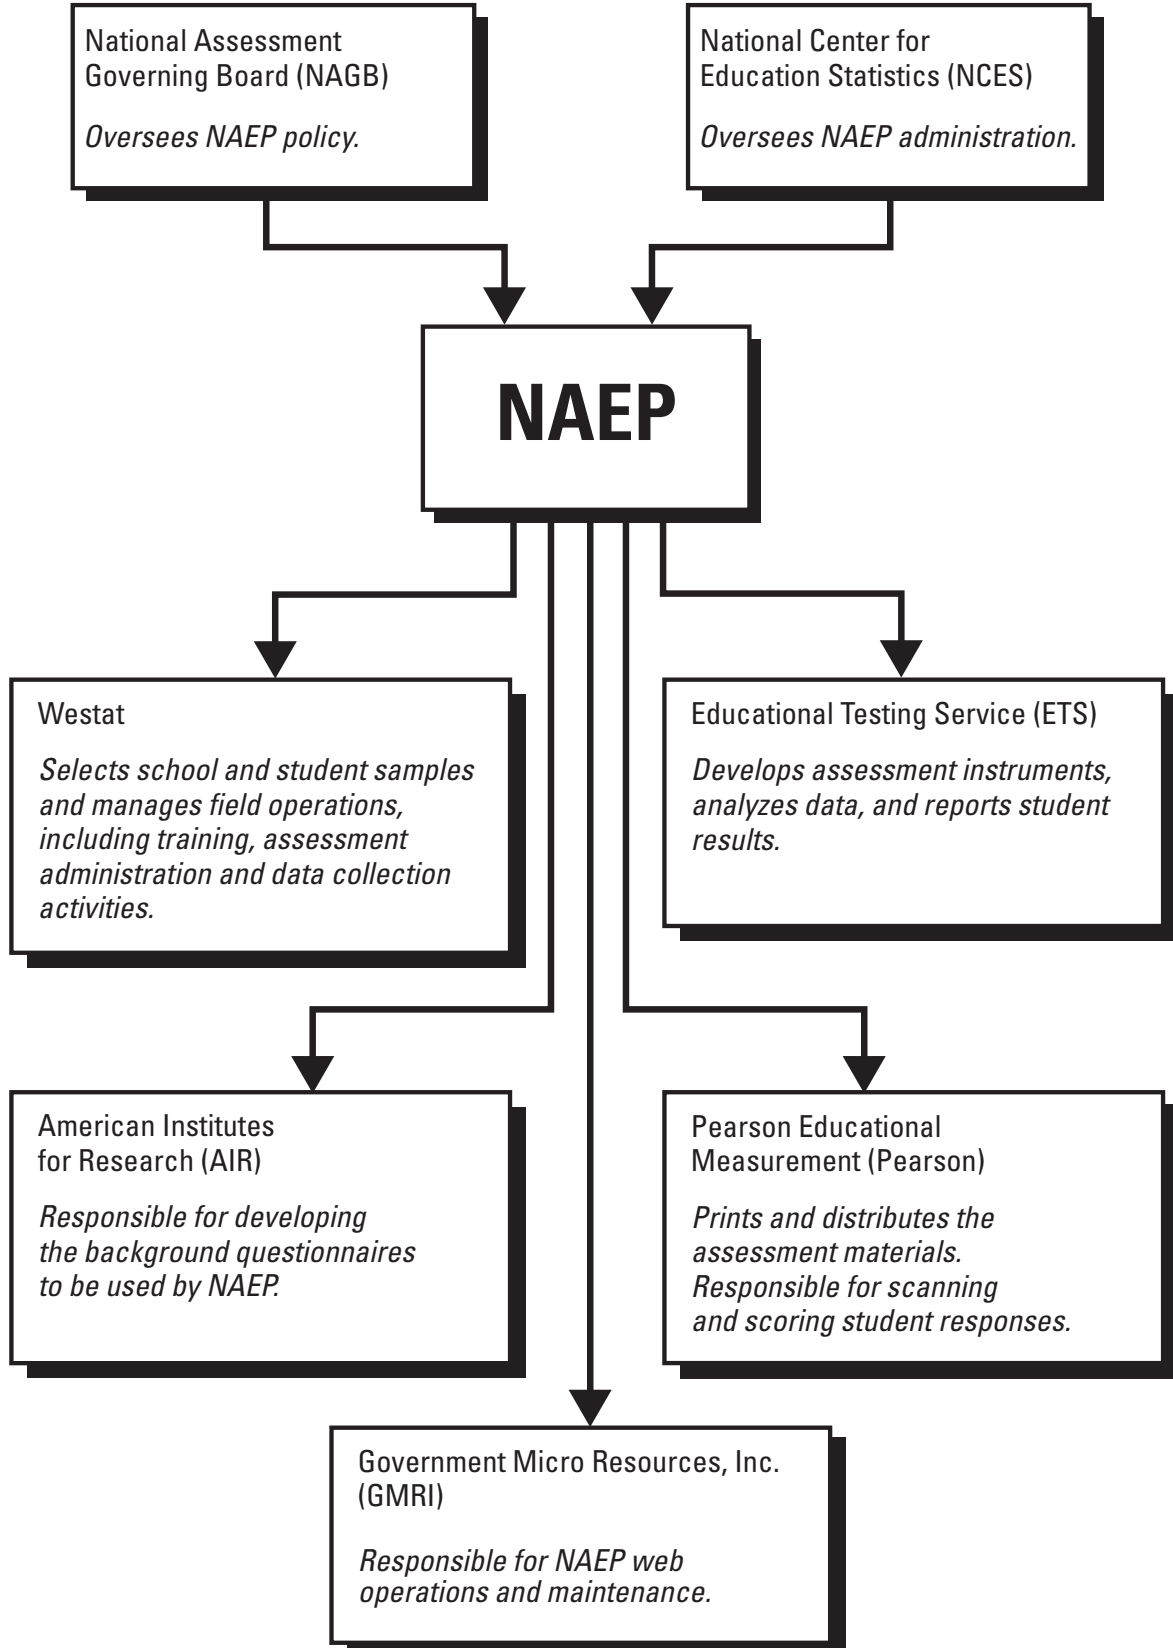 National Assessment
Governing Board (NAGB)
Oversees NAEP policy.
National Center for
Education Statistics (NCES)
Oversees NAEP administration.
NAEP
Westat
Selects school and student samples
and manages field operations,
including training, assessment
administration and data collection
activities.
Educational Testing Service (ETS)
Develops assessment instruments,
analyzes data, and reports student
results.
American Institutes
for Research (AIR)
Responsible for developing
the background questionnaires
to be used by NAEP.
Pearson Educational
Measurement (Pearson)
Prints and distributes the
assessment materials.
Responsible for scanning
and scoring student responses.
Government Micro Resources, Inc.
(GMRI)
Responsible for NAEP web
operations and maintenance.